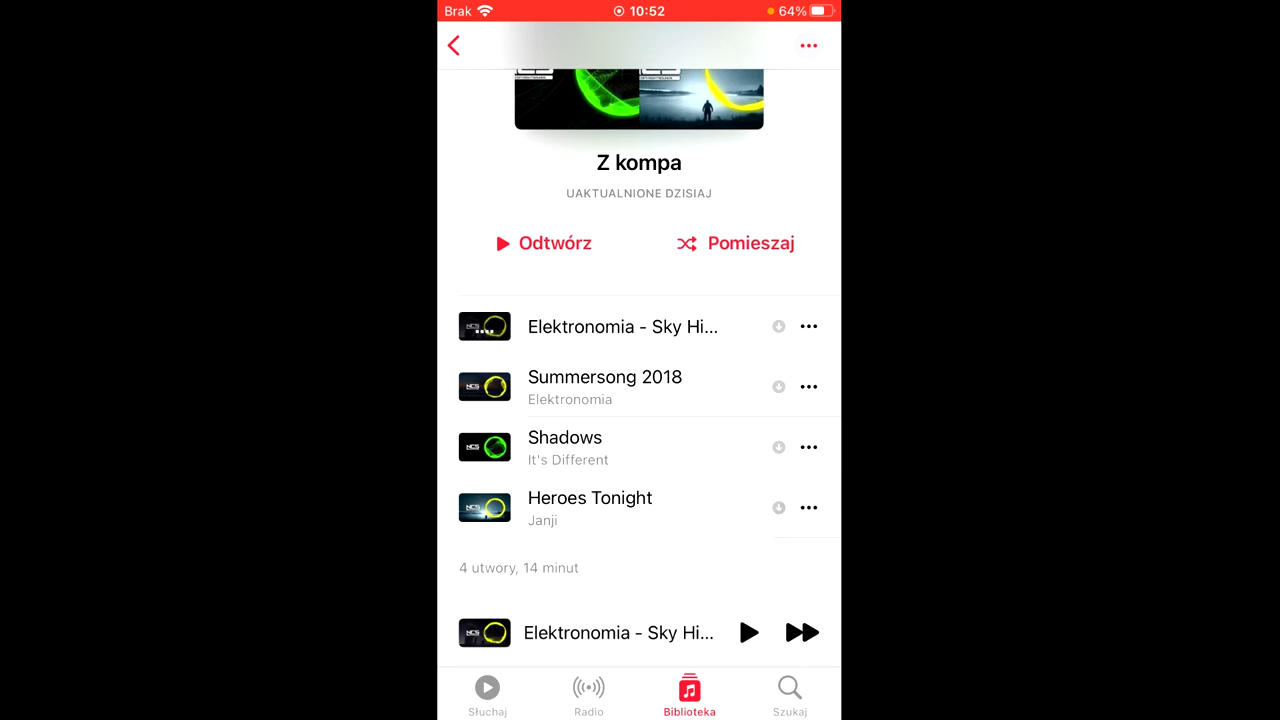 Brak 10:52 64%
Z kompa
UAKTUALNIONE DZISIAJ
Odtwórz Pomieszaj
Elektronomia - Sky Hi...
Summersong 2018
Elektronomia
Shadows
It's Different
Heroes Tonight
Janji
4 utwory, 14 minut
Elektronomia - Sky Hi...
Słuchaj Radio Biblioteka Szukaj